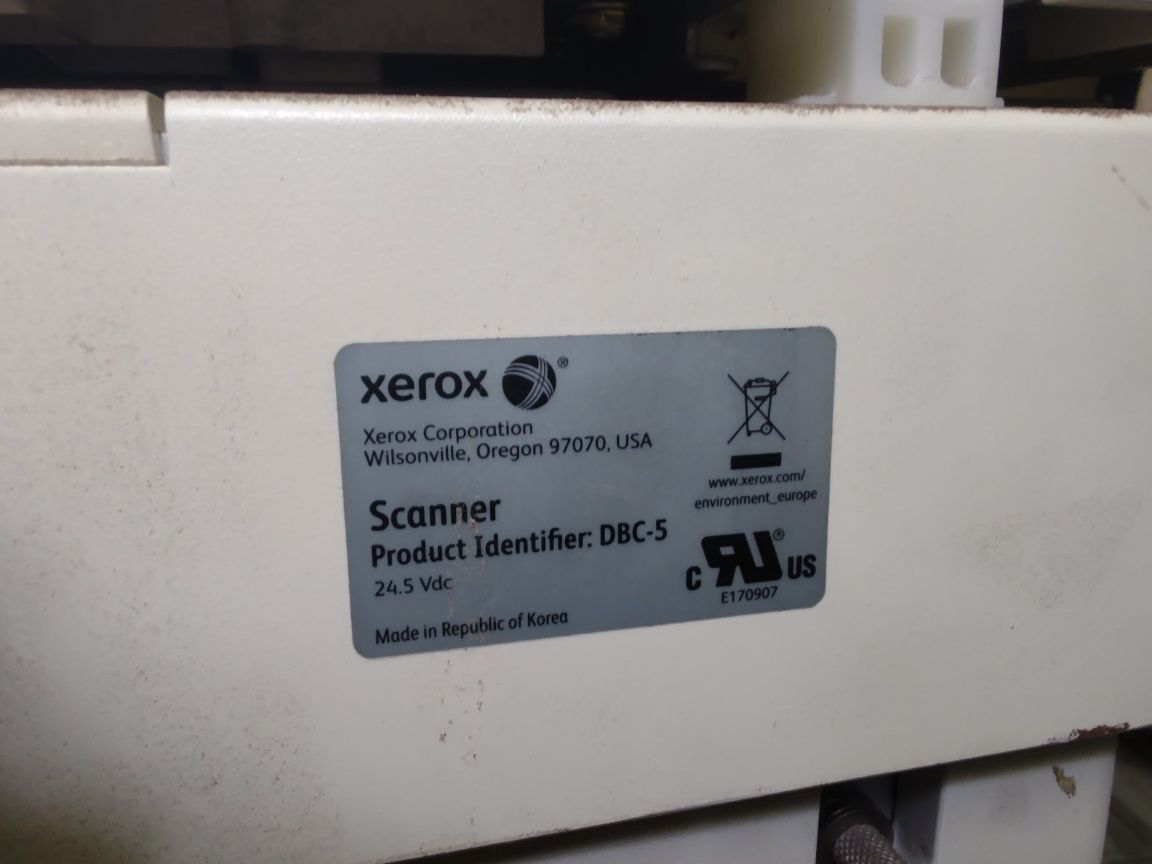 xerox ®
Xerox Corporation
Wilsonville, Oregon 97070, USA
Scanner
Product Identifier: DBC-5
24.5 Vdc
Made in Republic of Korea
www.xerox.com/
environment_europe
c RU ® US
E170907